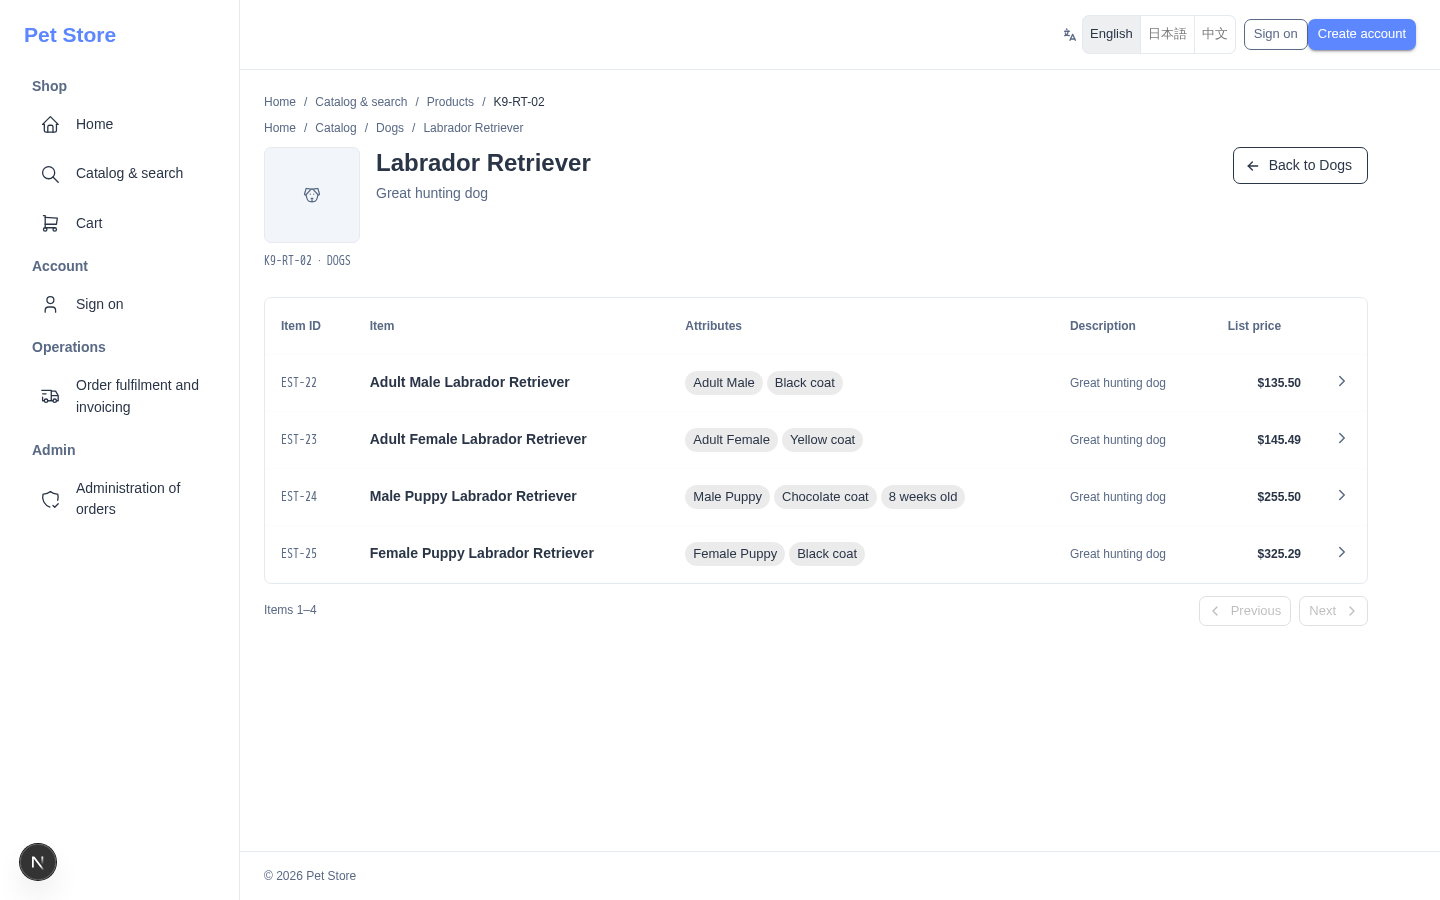 Pet Store
Shop
Home
Catalog & search
Cart
Account
Sign on
Operations
Order fulfilment and
invoicing
Admin
Administration of
orders
English 日本語 中文 Sign on Create account
Home / Catalog & search / Products / K9-RT-02
Home / Catalog / Dogs / Labrador Retriever
Labrador Retriever
Great hunting dog
Back to Dogs
K9-RT-02 · DOGS
Item ID Item Attributes Description List price
EST-22 Adult Male Labrador Retriever Adult Male Black coat Great hunting dog $135.50
EST-23 Adult Female Labrador Retriever Adult Female Yellow coat Great hunting dog $145.49
EST-24 Male Puppy Labrador Retriever Male Puppy Chocolate coat 8 weeks old Great hunting dog $255.50
EST-25 Female Puppy Labrador Retriever Female Puppy Black coat Great hunting dog $325.29
Items 1–4 Previous Next
© 2026 Pet Store